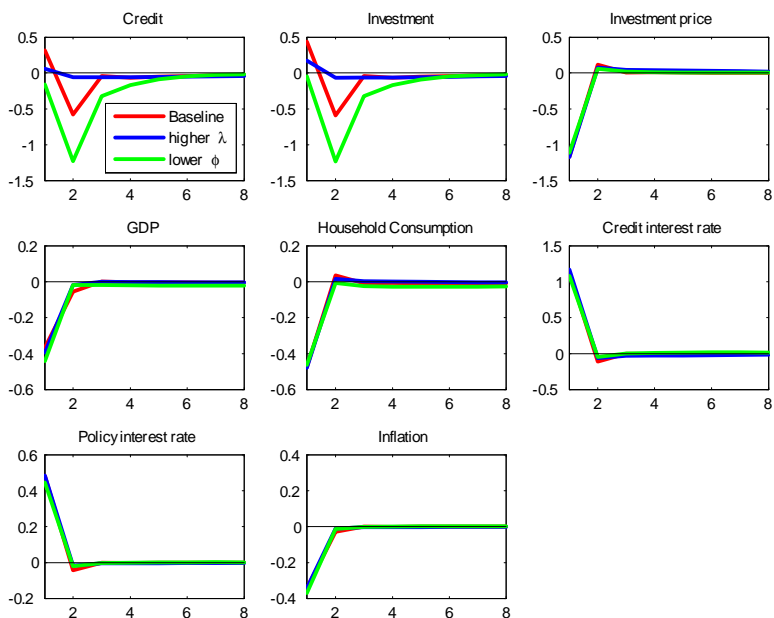 Credit
0.5
0
-0.5
-1
-1.5
2 4 6 8
Baseline
higher λ
lower ϕ
Investment
0.5
0
-0.5
-1
-1.5
2 4 6 8
Investment price
0.5
0
-0.5
-1
-1.5
2 4 6 8
GDP
0.2
0
-0.2
-0.4
-0.6
2 4 6 8
Household Consumption
0.2
0
-0.2
-0.4
-0.6
2 4 6 8
Credit interest rate
1.5
1
0.5
0
-0.5
2 4 6 8
Policy interest rate
0.6
0.4
0.2
0
-0.2
2 4 6 8
Inflation
0.4
0.2
0
-0.2
-0.4
2 4 6 8